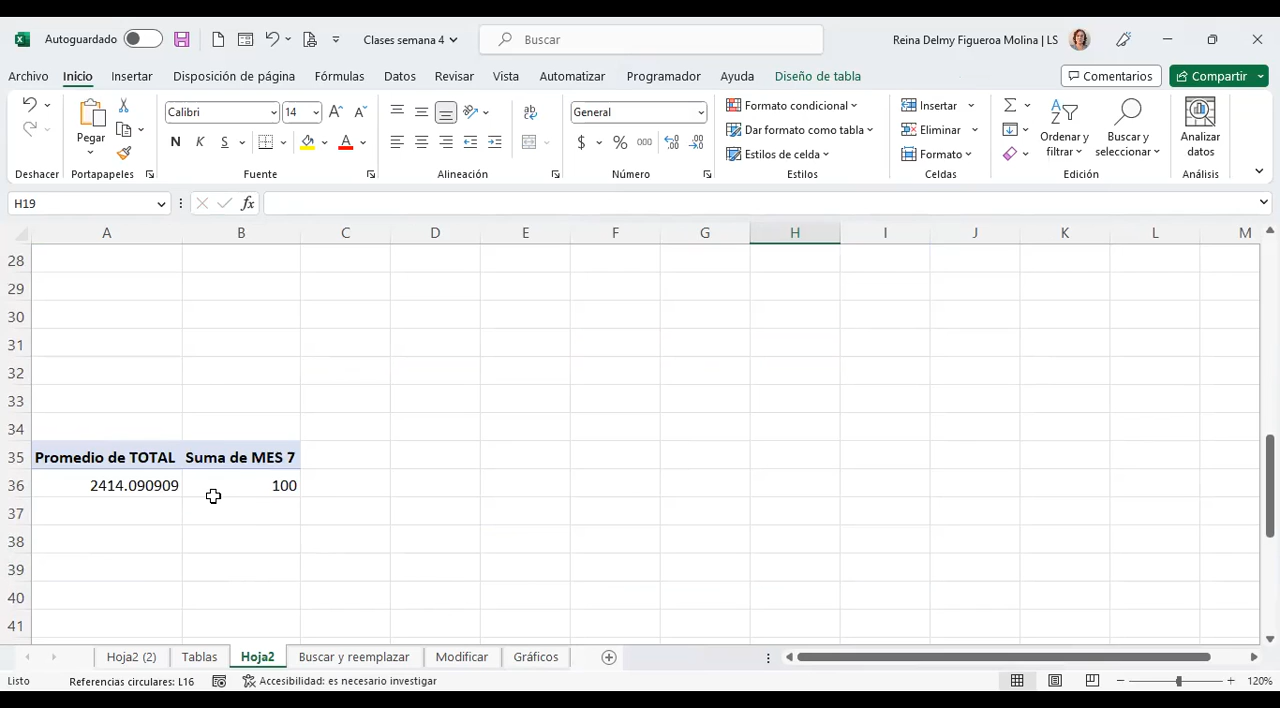 Autoguardado
Clases semana 4
Buscar
Reina Delmy Figueroa Molina | LS
Archivo Inicio Insertar Disposición de página Fórmulas Datos Revisar Vista Automatizar Programador Ayuda Diseño de tabla Comentarios Compartir
Pegar
Calibri 14
N K S
General
$ % 000
Formato condicional
Dar formato como tabla
Estilos de celda
Insertar
Eliminar
Formato
Ordenar y filtrar
Buscar y seleccionar
Analizar datos
Deshacer Portapapeles Fuente Alineación Número Estilos Celdas Edición Análisis
H19 fx
A B C D E F G H I J K L M
28
29
30
31
32
33
34
35 Promedio de TOTAL Suma de MES 7
36 2414.090909 100
37
38
39
40
41
Hoja2 (2) Tablas Hoja2 Buscar y reemplazar Modificar Gráficos
Listo Referencias circulares: L16 Accesibilidad: es necesario investigar 120%